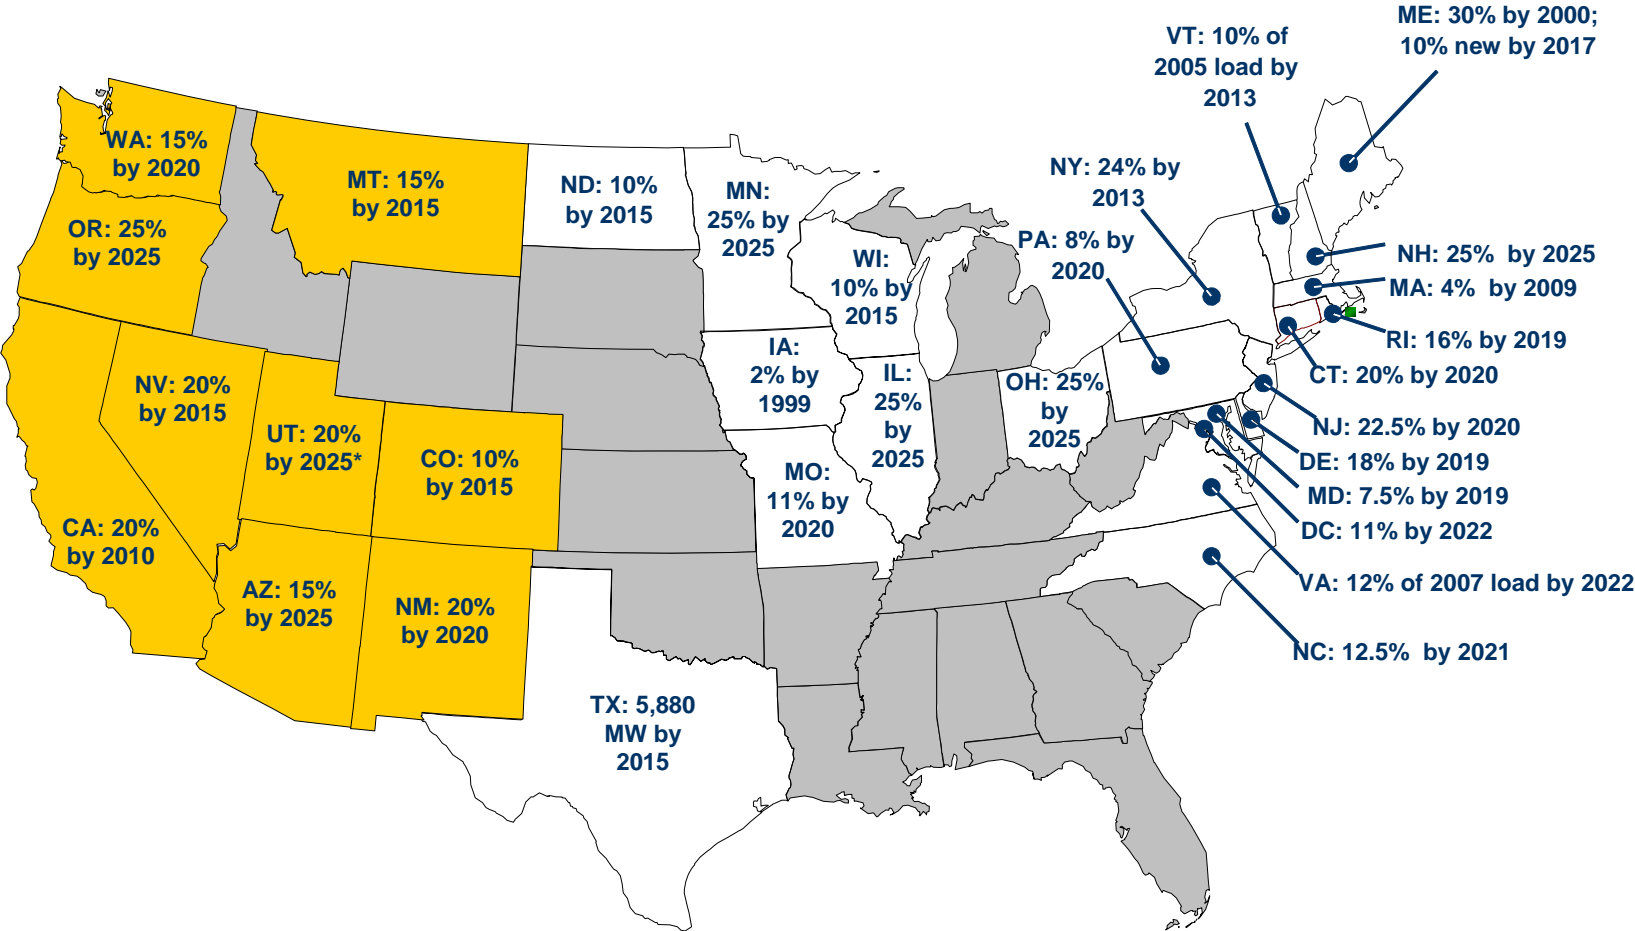 ME: 30% by 2000;
10% new by 2017
VT: 10% of
2005 load by
2013
WA: 15%
by 2020
MT: 15%
by 2015
ND: 10%
by 2015
MN:
25% by
2025
NY: 24% by
2013
OR: 25%
by 2025
WI:
10% by
2015
PA: 8% by
2020
NH: 25%  by 2025
MA: 4%  by 2009
RI: 16% by 2019
CT: 20% by 2020
NV: 20%
by 2015
IA:
2% by
1999
IL:
25%
by
2025
OH: 25%
by
2025
NJ: 22.5% by 2020
UT: 20%
by 2025*
CO: 10%
by 2015
DE: 18% by 2019
MD: 7.5% by 2019
MO:
11% by
2020
DC: 11% by 2022
CA: 20%
by 2010
AZ: 15%
by 2025
NM: 20%
by 2020
VA: 12% of 2007 load by 2022
NC: 12.5%  by 2021
TX: 5,880
MW by
2015